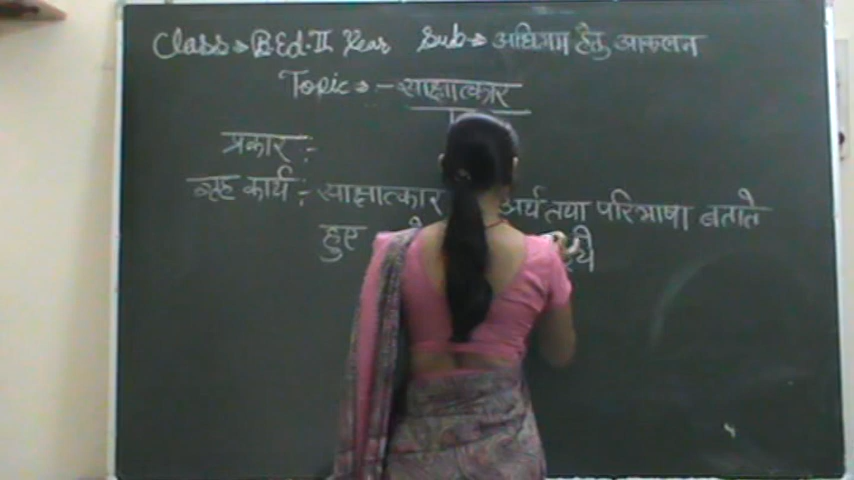 Class → B.Ed. II Year Sub → अधिगम हेतु आकलन
Topic → - साक्षात्कार
प्रकार :-
गृह कार्य :- साक्षात्कार अर्थ तथा परिभाषा बताते
हुए